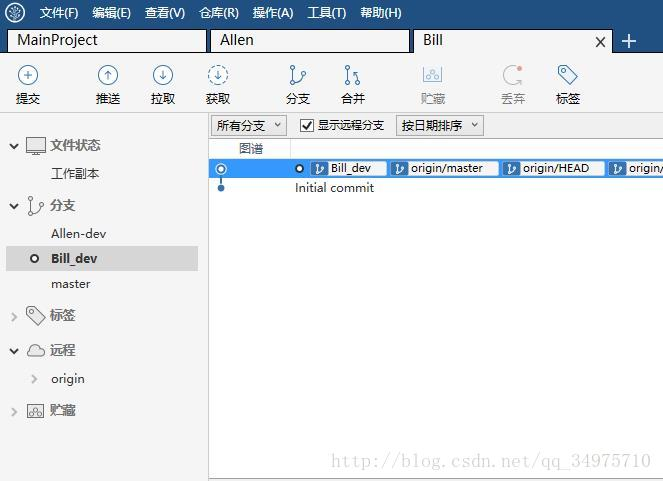 文件(F) 编辑(E) 查看(V) 仓库(R) 操作(A) 工具(T) 帮助(H)
MainProject Allen Bill
提交 推送 拉取 获取 分支 合并 贮藏 丢弃 标签
所有分支 显示远程分支 按日期排序
图谱
Bill_dev origin/master origin/HEAD origin/
Initial commit
文件状态
工作副本
分支
Allen-dev
Bill_dev
master
标签
远程
origin
贮藏
http://blog.csdn.net/qq_34975710